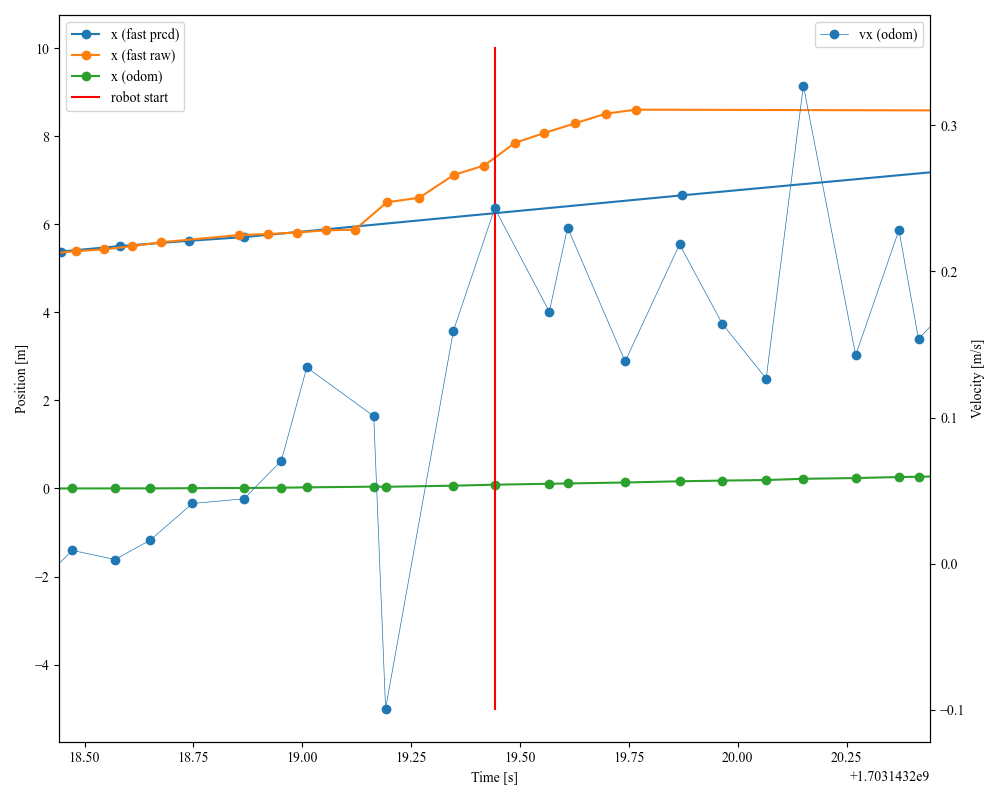 x (fast prcd)
x (fast raw)
x (odom)
robot start
vx (odom)
10
8
6
4
2
0
−2
−4
Position [m]
0.3
0.2
0.1
0.0
−0.1
Velocity [m/s]
18.50 18.75 19.00 19.25 19.50 19.75 20.00 20.25
Time [s]
+1.7031432e9